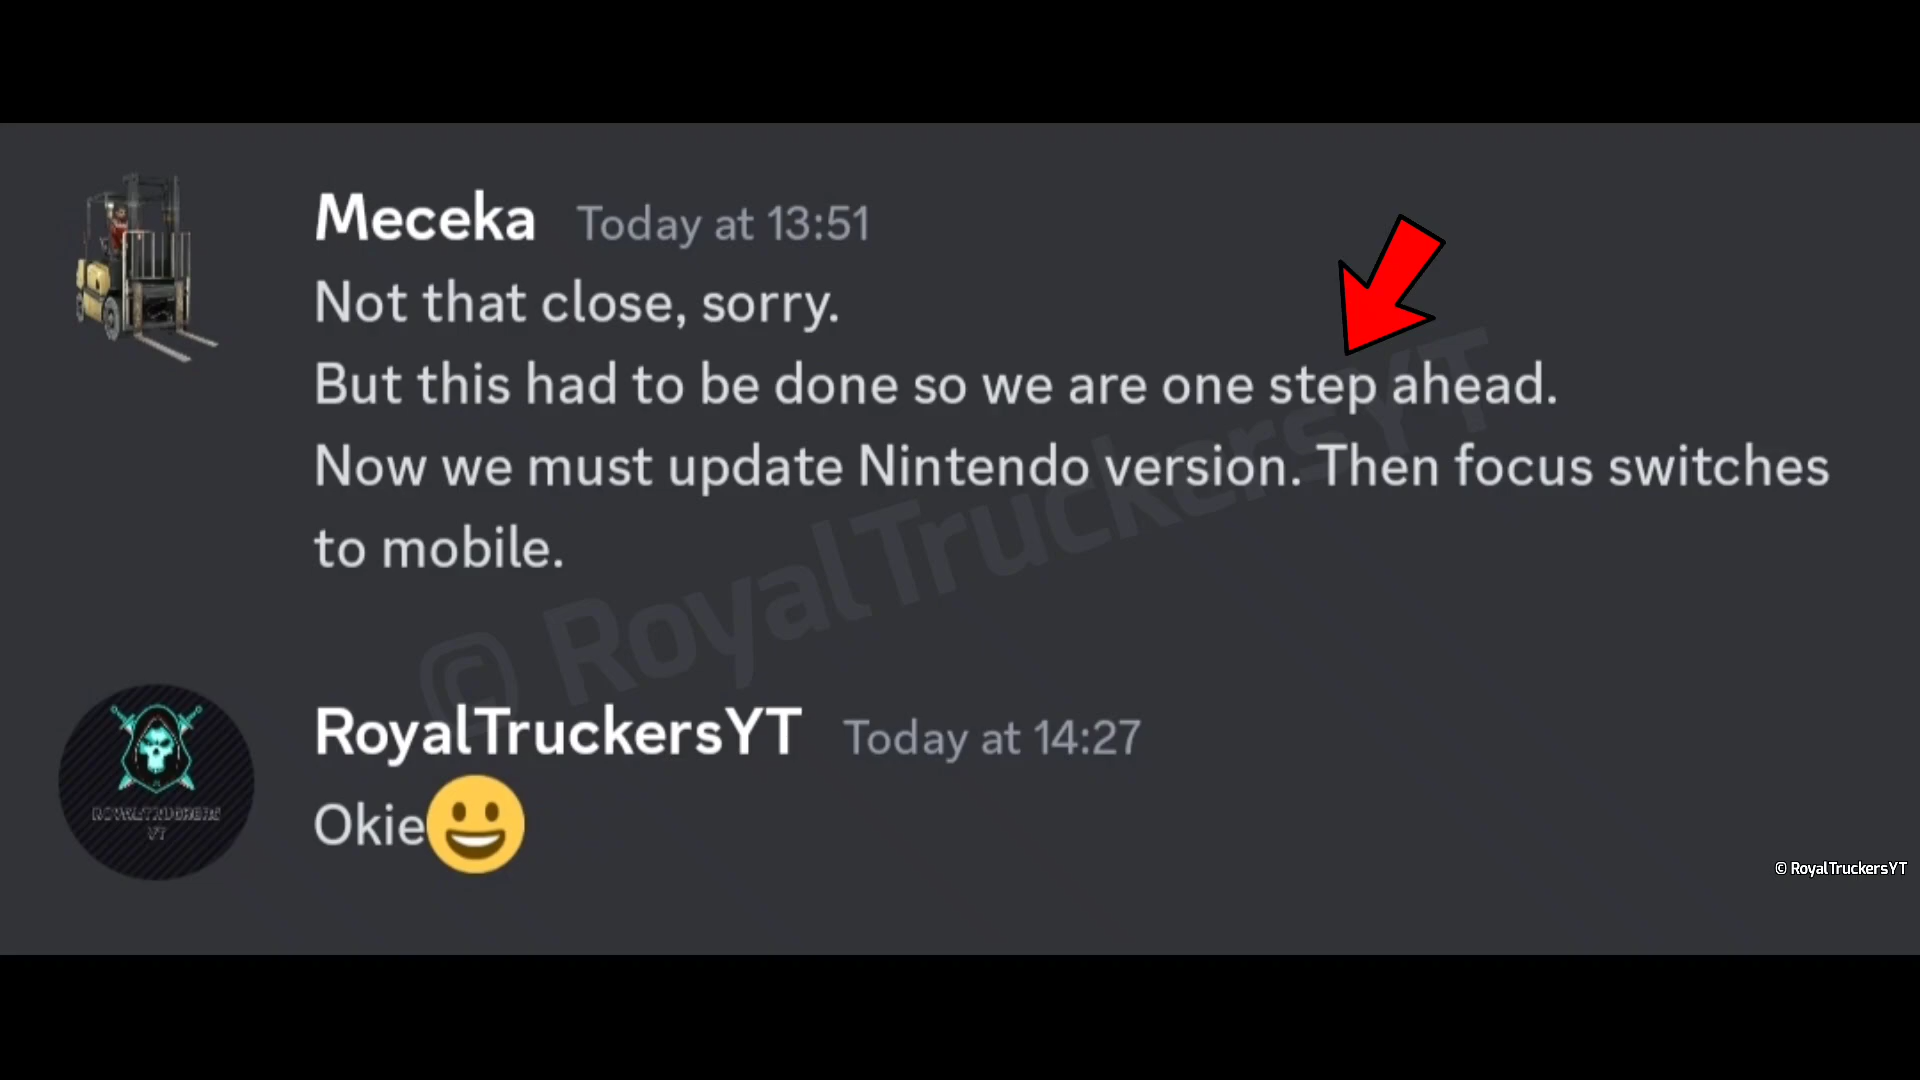 Meceka Today at 13:51
Not that close, sorry.
But this had to be done so we are one step ahead.
Now we must update Nintendo version. Then focus switches
to mobile.
© RoyalTruckersYT
RoyalTruckersYT Today at 14:27
ROYALTRUCKERS
YT
Okie😀
© RoyalTruckersYT